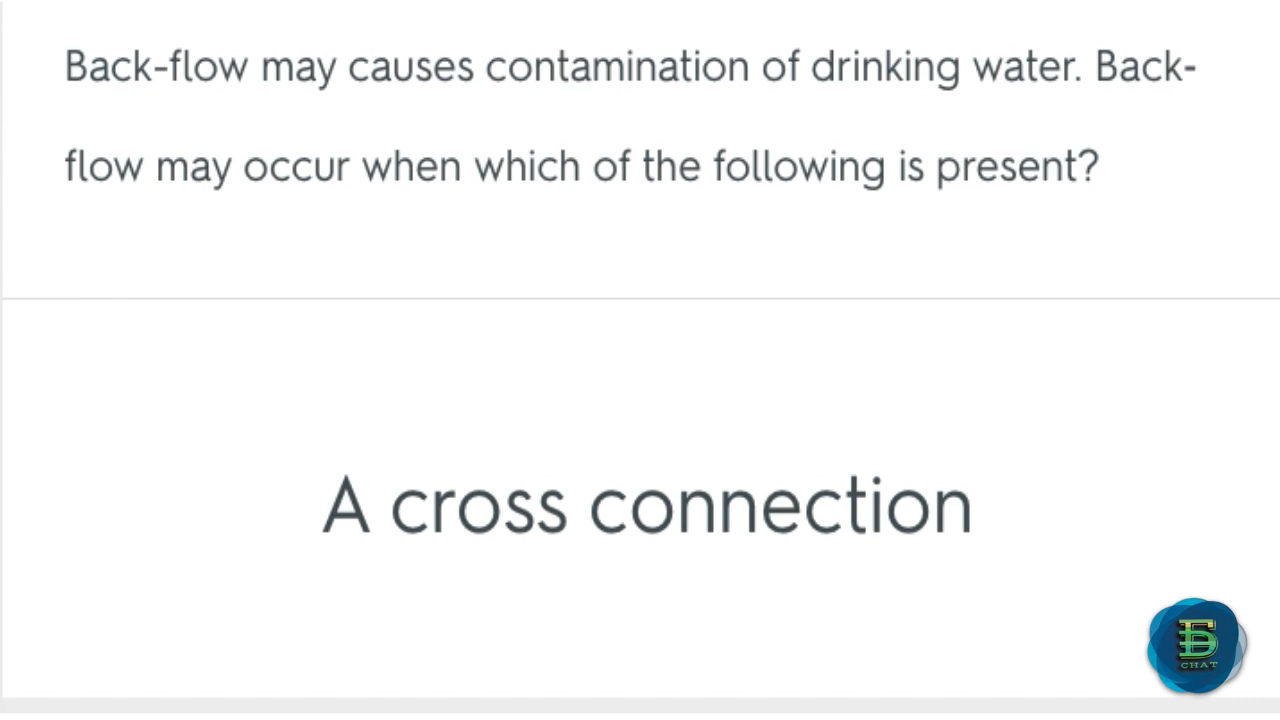 Back-flow may causes contamination of drinking water. Back-
flow may occur when which of the following is present?
A cross connection
CHAT